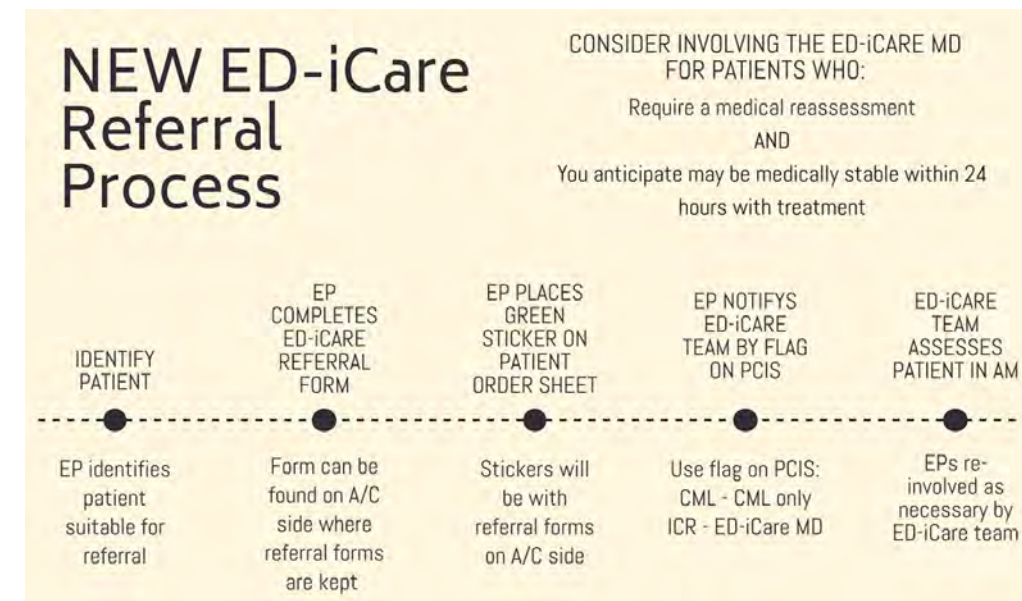 NEW ED-iCare
Referral
Process
CONSIDER INVOLVING THE ED-iCARE MD
FOR PATIENTS WHO:
Require a medical reassessment
AND
You anticipate may be medically stable within 24
hours with treatment
IDENTIFY
PATIENT
EP identifies
patient
suitable for
referral
EP
COMPLETES
ED-iCARE
REFERRAL
FORM
Form can be
found on A/C
side where
referral forms
are kept
EP PLACES
GREEN
STICKER ON
PATIENT
ORDER SHEET
Stickers will
be with
referral forms
on A/C side
EP NOTIFYS
ED-iCARE
TEAM BY FLAG
ON PCIS
Use flag on PCIS:
CML - CML only
ICR - ED-iCare MD
ED-iCARE
TEAM
ASSESSES
PATIENT IN AM
EPs re-
involved as
necessary by
ED-iCare team